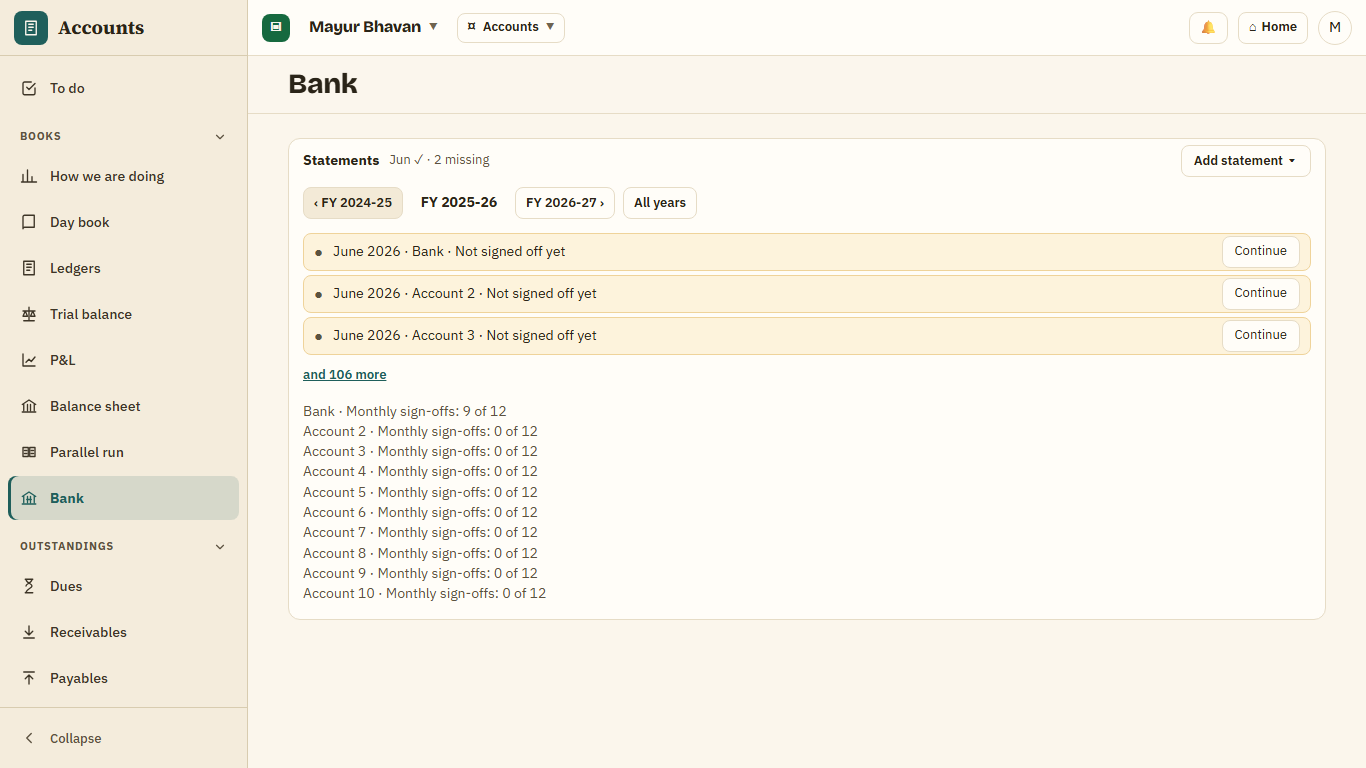 Accounts
Mayur Bhavan ▼
¤ Accounts ▼
⌂ Home
M
To do
BOOKS
How we are doing
Day book
Ledgers
Trial balance
P&L
Balance sheet
Parallel run
Bank
OUTSTANDINGS
Dues
Receivables
Payables
Collapse
Bank
Statements Jun ✓ · 2 missing
Add statement ▾
‹ FY 2024-25 FY 2025-26 FY 2026-27 › All years
● June 2026 · Bank · Not signed off yet Continue
● June 2026 · Account 2 · Not signed off yet Continue
● June 2026 · Account 3 · Not signed off yet Continue
and 106 more
Bank · Monthly sign-offs: 9 of 12
Account 2 · Monthly sign-offs: 0 of 12
Account 3 · Monthly sign-offs: 0 of 12
Account 4 · Monthly sign-offs: 0 of 12
Account 5 · Monthly sign-offs: 0 of 12
Account 6 · Monthly sign-offs: 0 of 12
Account 7 · Monthly sign-offs: 0 of 12
Account 8 · Monthly sign-offs: 0 of 12
Account 9 · Monthly sign-offs: 0 of 12
Account 10 · Monthly sign-offs: 0 of 12